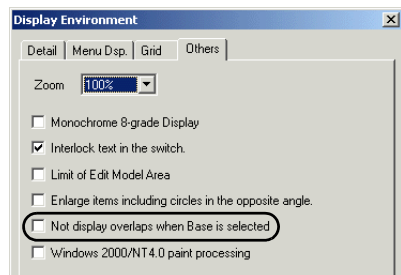 Display Environment
Detail Menu Dsp. Grid Others
Zoom 100%
Monochrome 8-grade Display
Interlock text in the switch.
Limit of Edit Model Area
Enlarge items including circles in the opposite angle.
Not display overlaps when Base is selected
Windows 2000/NT4.0 paint processing